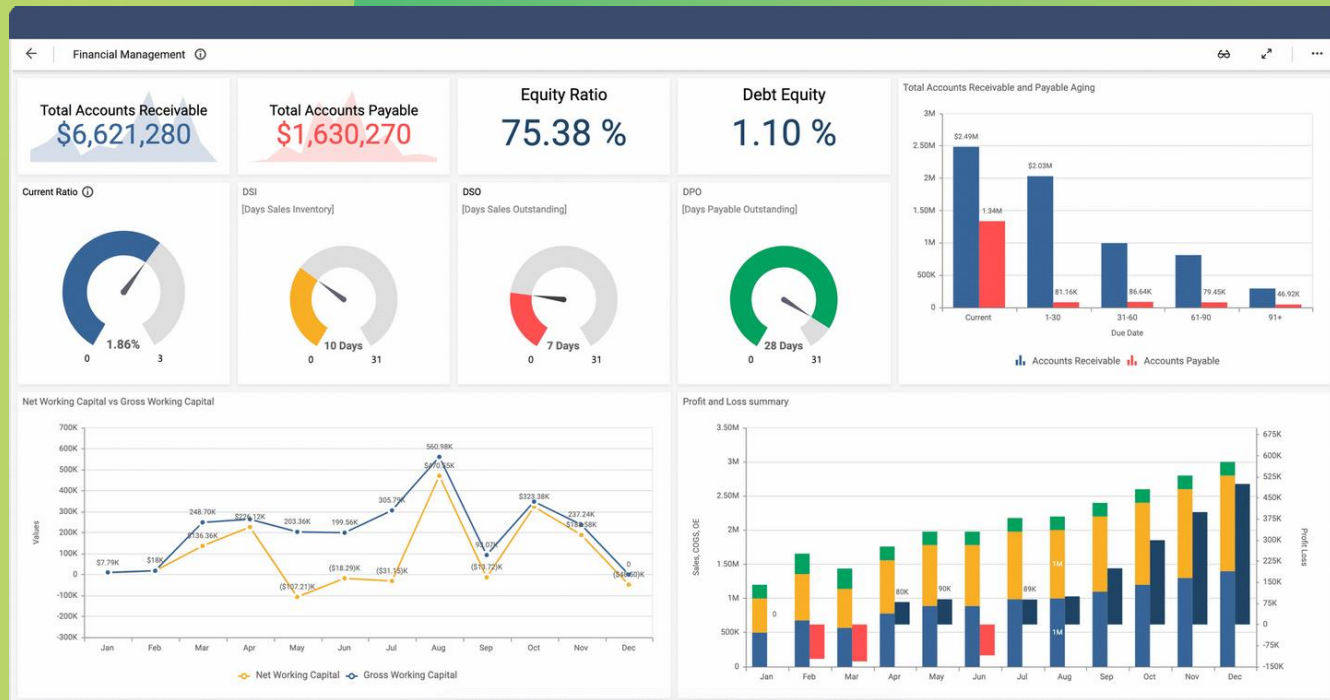 Financial Management
Total Accounts Receivable
$6,621,280
Total Accounts Payable
$1,630,270
Equity Ratio
75.38 %
Debt Equity
1.10 %
Total Accounts Receivable and Payable Aging
3M
2.50M
2M
1.50M
1M
500K
0
$2.49M
1.34M
$2.03M
81.16K
86.64K
79.45K
46.92K
Current
1-30
31-60
61-90
91+
Due Date
Accounts Receivable
Accounts Payable
Current Ratio
1.86%
0
3
DSI
[Days Sales Inventory]
10 Days
0
31
DSO
[Days Sales Outstanding]
7 Days
0
31
DPO
[Days Payable Outstanding]
28 Days
0
31
Net Working Capital vs Gross Working Capital
Values
700K
600K
500K
400K
300K
200K
100K
0
-100K
-200K
-300K
$7.79K
$18K
248.70K
$136.36K
$226.12K
203.36K
($107.21)K
199.56K
($18.29)K
305.79K
($31.15)K
560.98K
93.07K
($13.72)K
$323.38K
237.24K
0
Jan
Feb
Mar
Apr
May
Jun
Jul
Aug
Sep
Oct
Nov
Dec
Net Working Capital
Gross Working Capital
Profit and Loss summary
Sales, COGS, OE
3.50M
3M
2.50M
2M
1.50M
1M
500K
0
0
80K
90K
89K
1M
1M
675K
600K
525K
450K
375K
300K
225K
150K
75K
0
-75K
-150K
Profit Loss
Jan
Feb
Mar
Apr
May
Jun
Jul
Aug
Sep
Oct
Nov
Dec